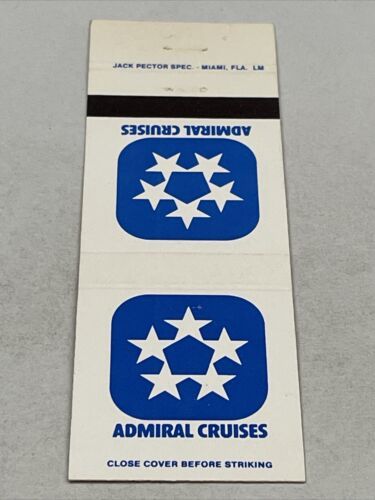 JACK PECTOR SPEC. - MIAMI, FLA. LM
ADMIRAL CRUISES
ADMIRAL CRUISES
CLOSE COVER BEFORE STRIKING